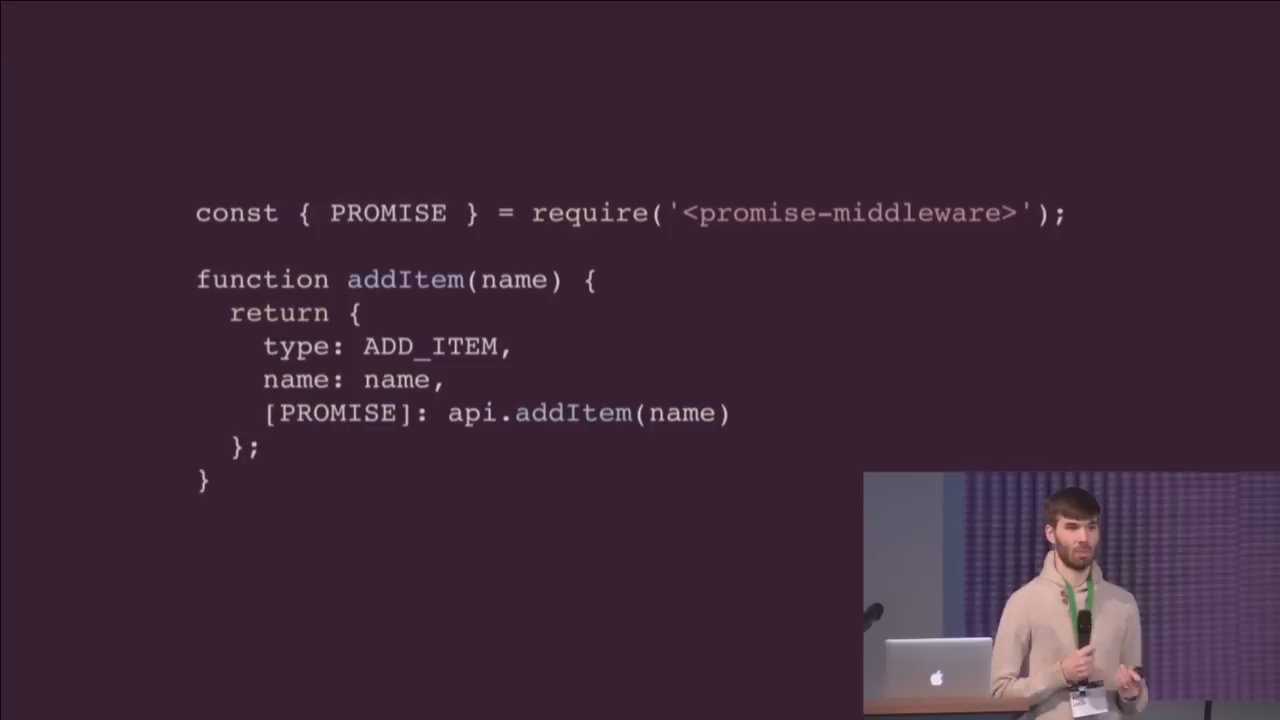 const { PROMISE } = require('<promise-middleware>');
function addItem(name) {
return {
type: ADD_ITEM,
name: name,
[PROMISE]: api.addItem(name)
};
}